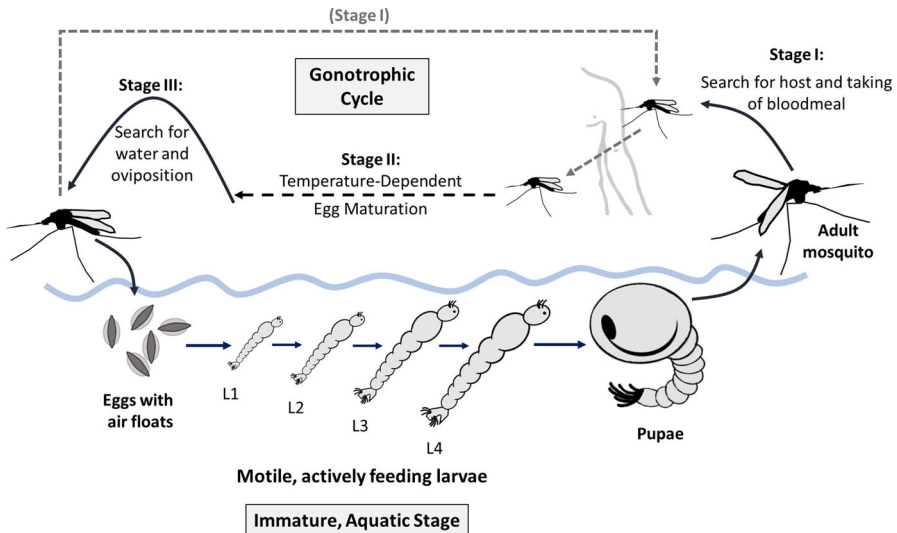 (Stage I)
Gonotrophic
Cycle
Stage I:
Search for host and taking
of bloodmeal
Stage III:
Search for
water and
oviposition
Stage II:
Temperature-Dependent
Egg Maturation
Adult
mosquito
Eggs with
air floats
L1
L2
L3
L4
Pupae
Motile, actively feeding larvae
Immature, Aquatic Stage